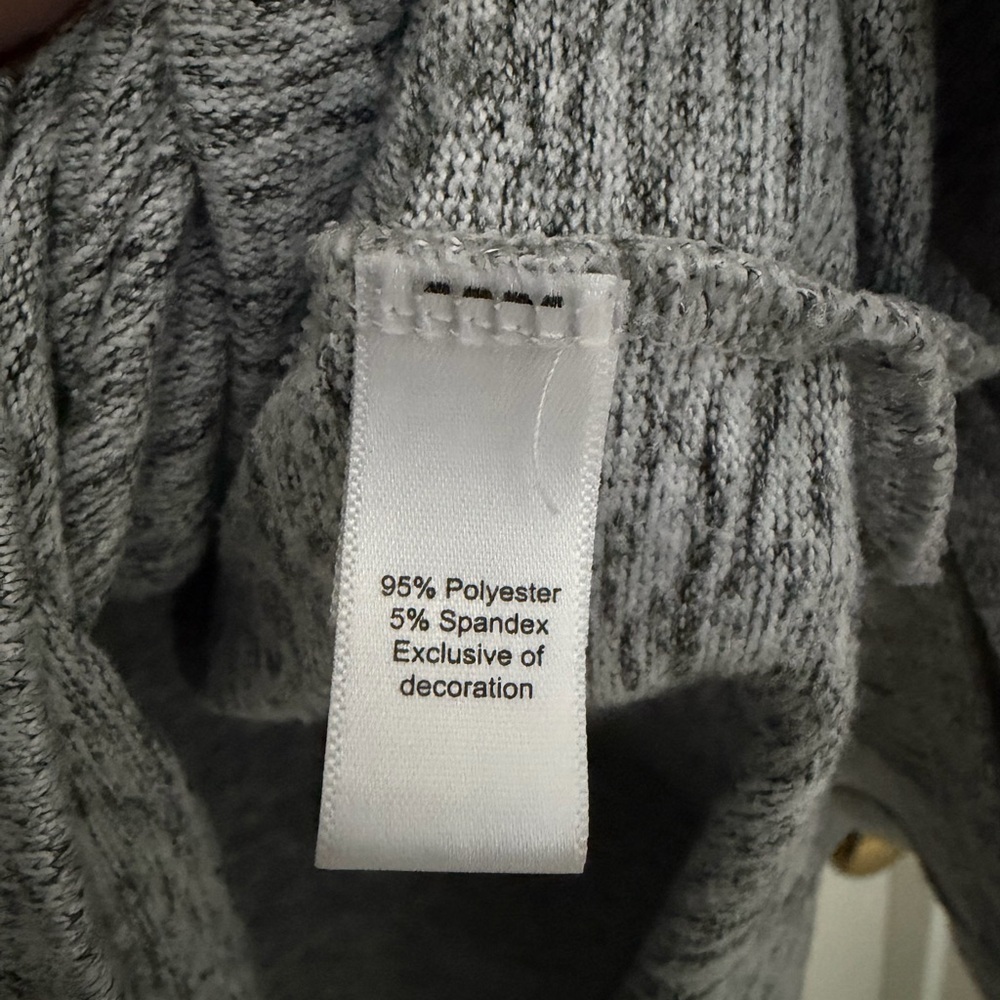 95% Polyester
5% Spandex
Exclusive of
decoration